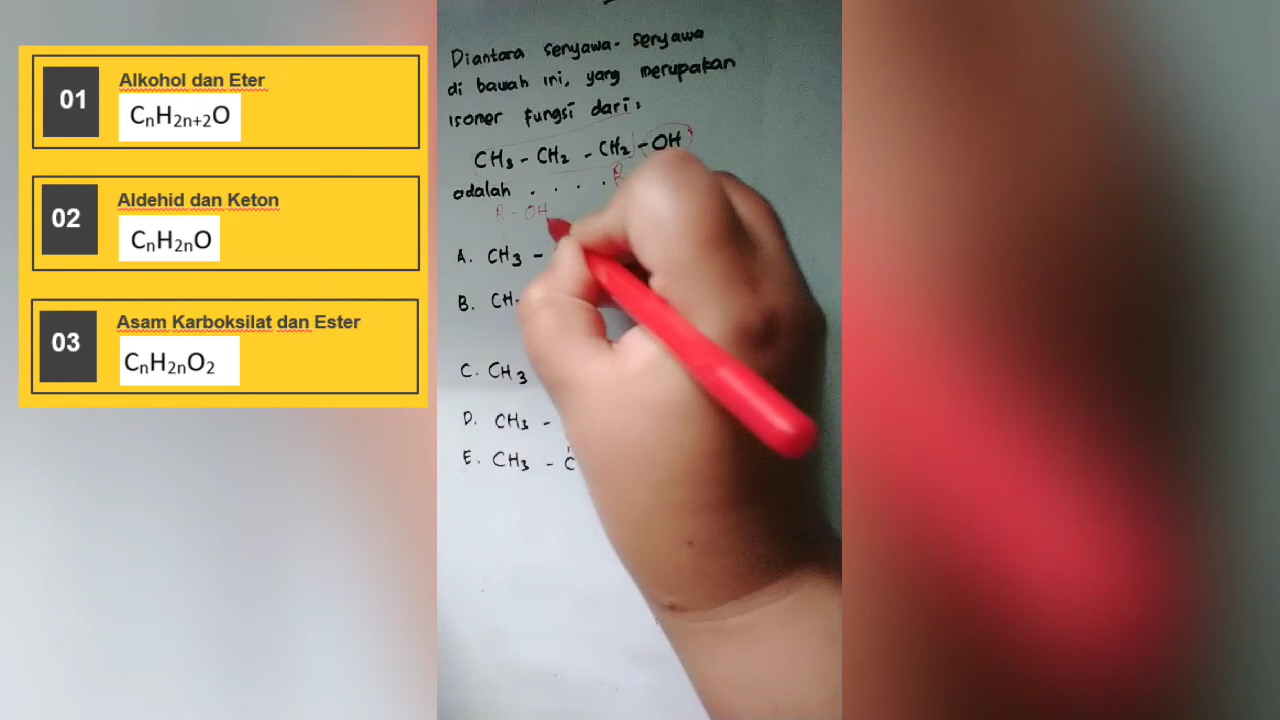 01
Alkohol dan Eter
CnH2n+2O
02
Aldehid dan Keton
CnH2nO
03
Asam Karboksilat dan Ester
CnH2nO2
Diantara senyawa-senyawa
di bawah ini, yang merupakan
isomer fungsi dari:
CH3 - CH2 - CH2 - OH
adalah . . . .
R
R - OH
A. CH3 -
B. CH
C. CH3
D. CH3 -
E. CH3 - C